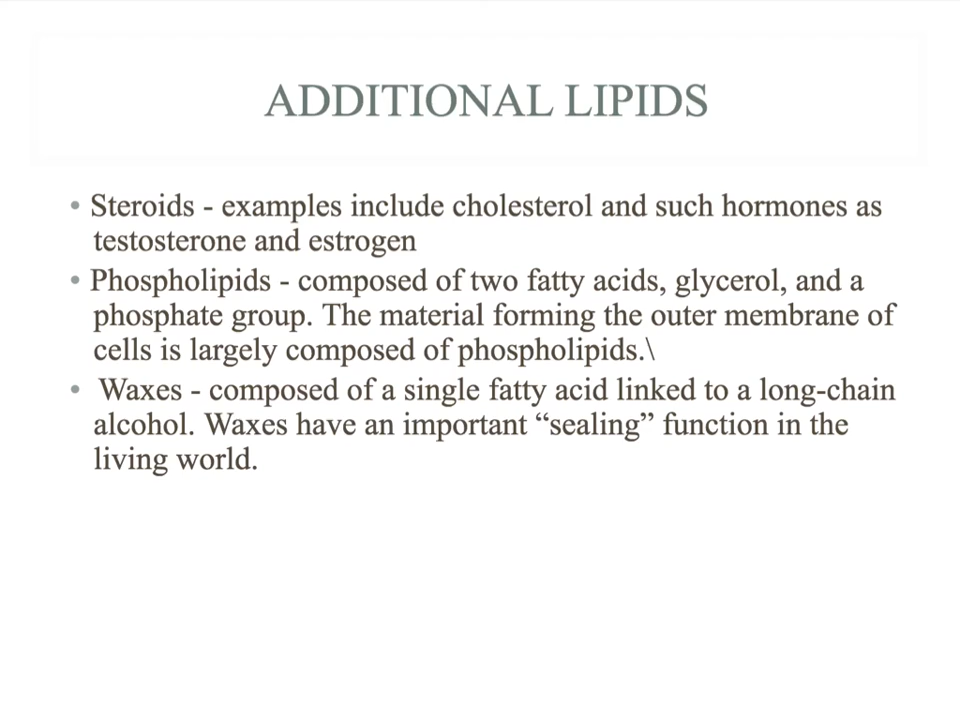 ADDITIONAL LIPIDS
• Steroids - examples include cholesterol and such hormones as
testosterone and estrogen
• Phospholipids - composed of two fatty acids, glycerol, and a
phosphate group. The material forming the outer membrane of
cells is largely composed of phospholipids.\
• Waxes - composed of a single fatty acid linked to a long-chain
alcohol. Waxes have an important “sealing” function in the
living world.